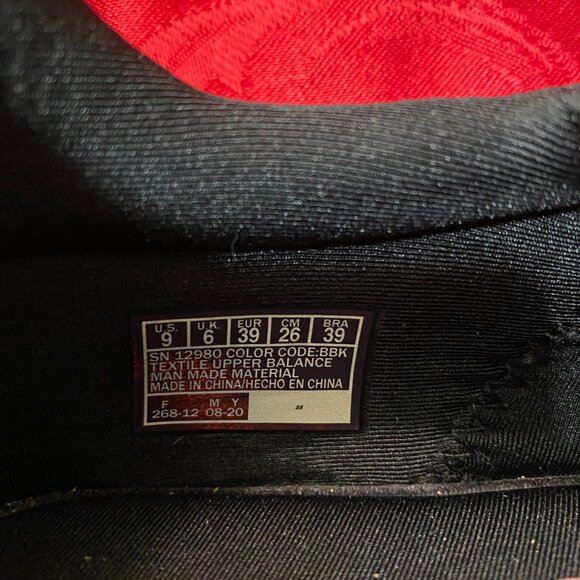 U.S. U.K. EUR CM BRA
9 6 39 26 39
SN 12980 COLOR CODE:BBK
TEXTILE UPPER BALANCE
MAN MADE MATERIAL
MADE IN CHINA/HECHO EN CHINA
F M Y
268-12 08-20
S